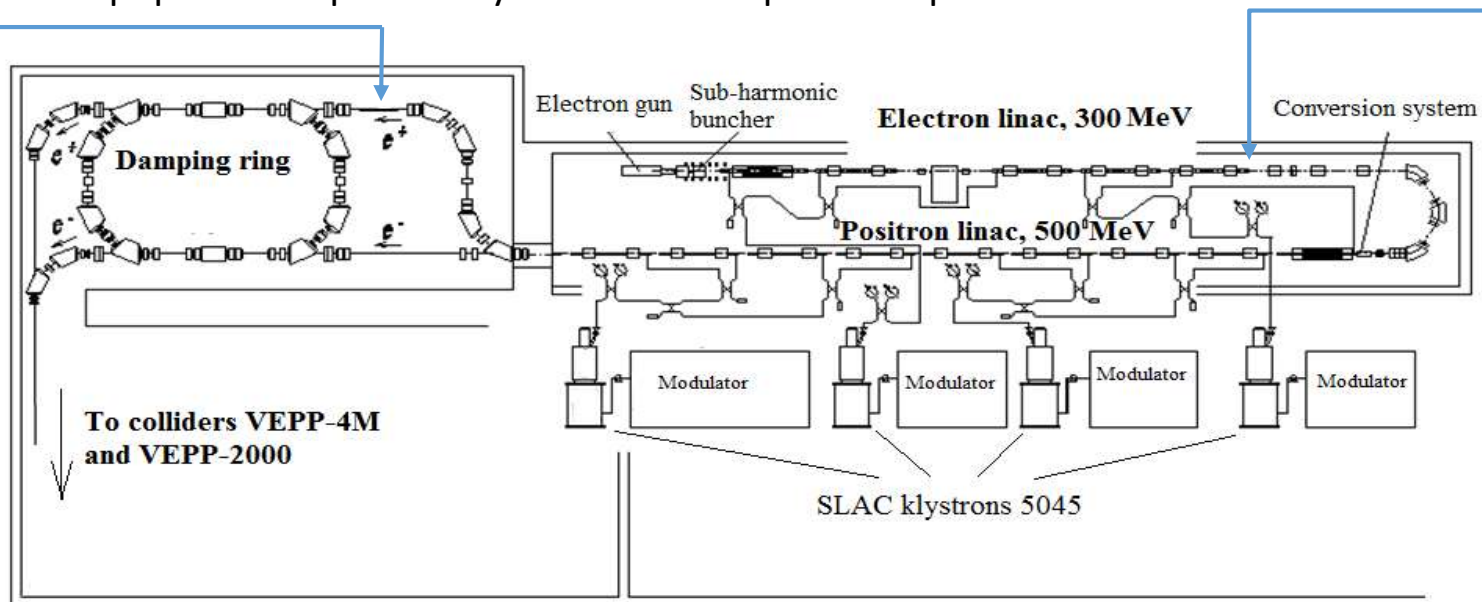 Electron gun
Sub-harmonic
buncher
Electron linac, 300 MeV
Conversion system
e⁺
e⁺
Damping ring
e⁻
e⁻
Positron linac, 500 MeV
Modulator
Modulator
Modulator
Modulator
To colliders VEPP-4M
and VEPP-2000
SLAC klystrons 5045